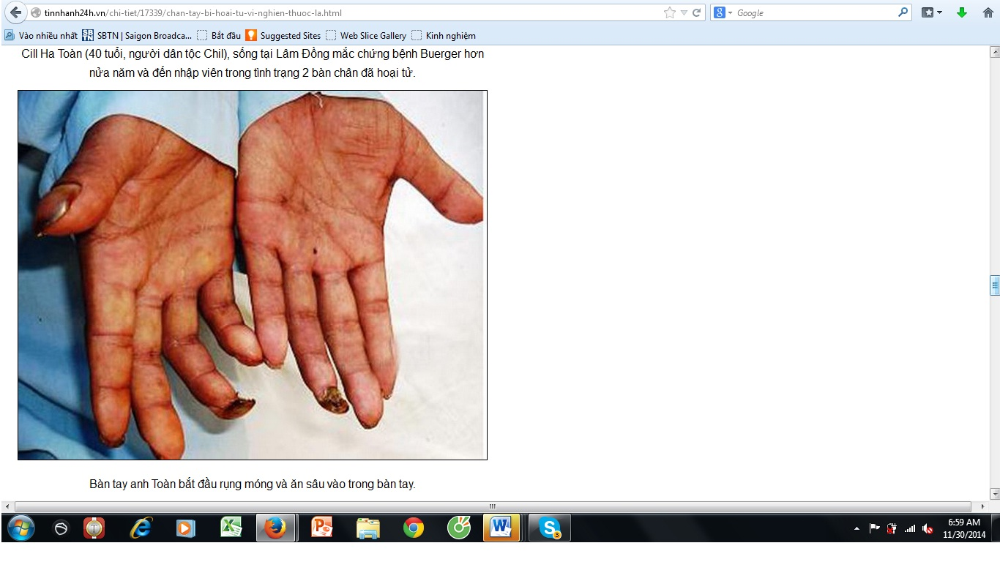 tinnhanh24h.vn/chi-tiet/17339/chan-tay-bi-hoai-tu-vi-nghien-thuoc-la.html
Google
Vào nhiều nhất
SBTN | Saigon Broadca...
Bắt đầu
Suggested Sites
Web Slice Gallery
Kinh nghiệm
Cill Ha Toàn (40 tuổi, người dân tộc Chil), sống tại Lâm Đồng mắc chứng bệnh Buerger hơn
nửa năm và đến nhập viên trong tình trạng 2 bàn chân đã hoại tử.
Bàn tay anh Toàn bắt đầu rụng móng và ăn sâu vào trong bàn tay.
3
6:59 AM
11/30/2014